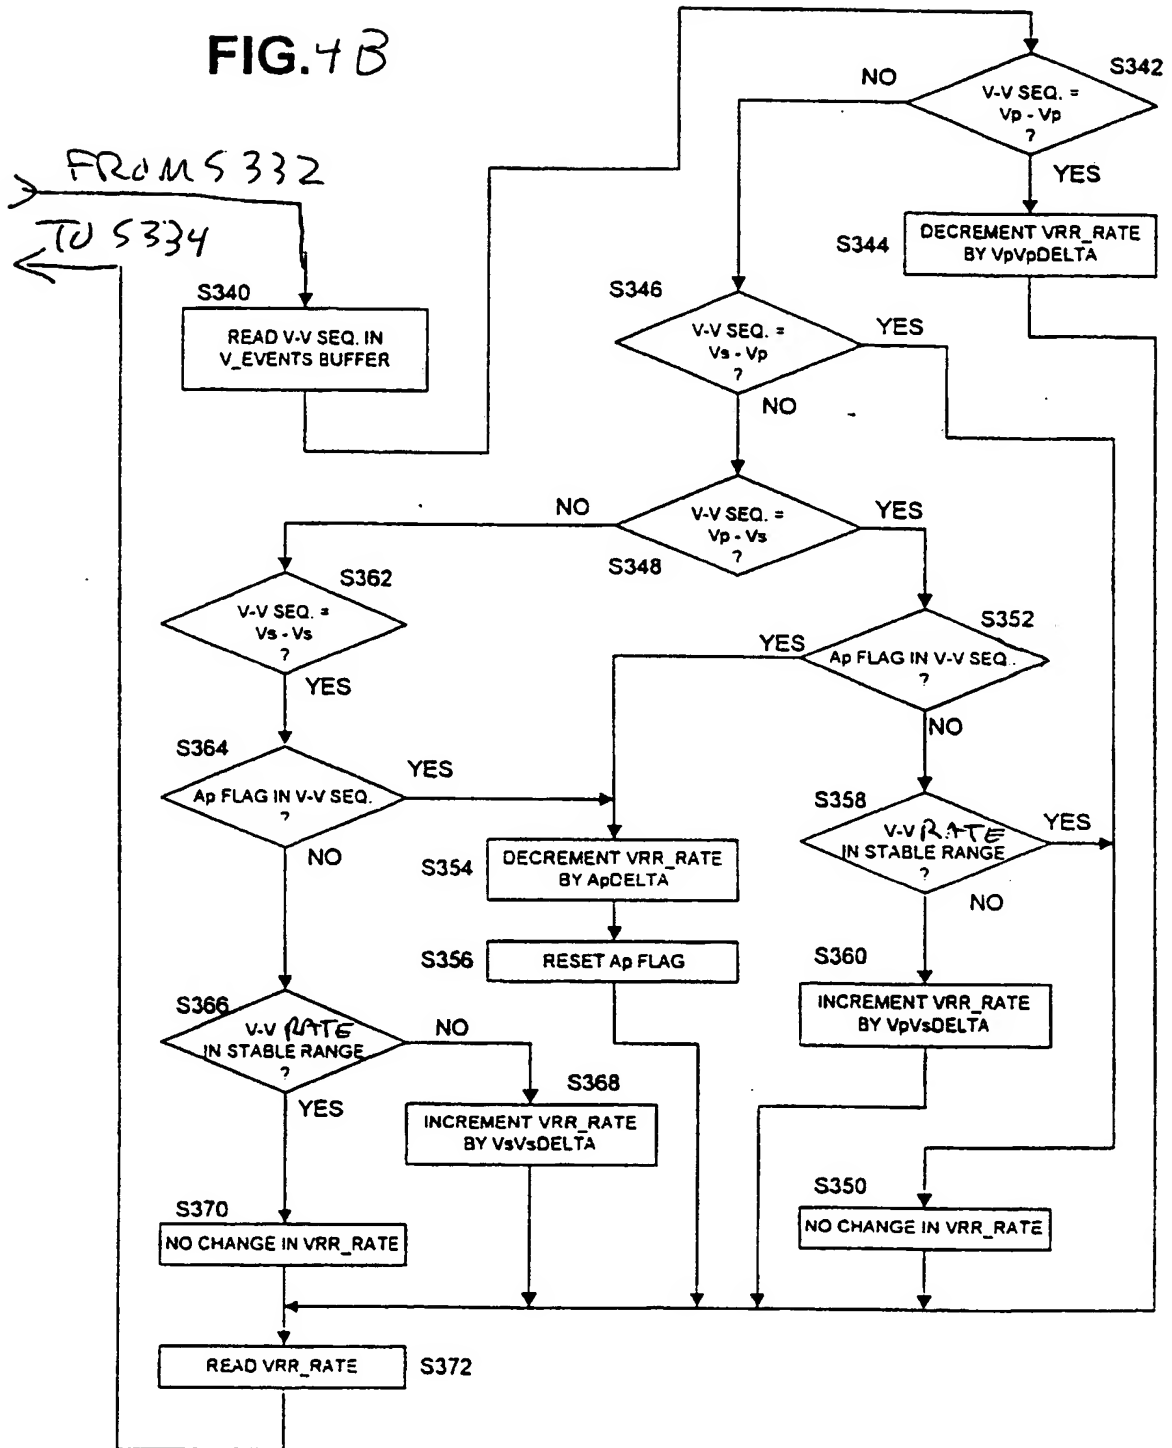 FIG. 4B
S342
NO
V-V SEQ. =
Vp - Vp
?
YES
FROM S332
TO S334
S344
DECREMENT VRR_RATE
BY VpVpDELTA
S340
READ V-V SEQ. IN
V_EVENTS BUFFER
S346
V-V SEQ. =
Vs - Vp
?
YES
NO
NO
V-V SEQ. =
Vp - Vs
?
YES
S348
S362
V-V SEQ. =
Vs - Vs
?
YES
S352
YES
Ap FLAG IN V-V SEQ.
?
NO
S364
Ap FLAG IN V-V SEQ.
?
YES
NO
S358
V-V RATE
IN STABLE RANGE
?
YES
NO
S354
DECREMENT VRR_RATE
BY ApDELTA
S356
RESET Ap FLAG
S360
INCREMENT VRR_RATE
BY VpVsDELTA
S366
V-V RATE
IN STABLE RANGE
?
NO
YES
S368
INCREMENT VRR_RATE
BY VsVsDELTA
S370
NO CHANGE IN VRR_RATE
S350
NO CHANGE IN VRR_RATE
READ VRR_RATE
S372